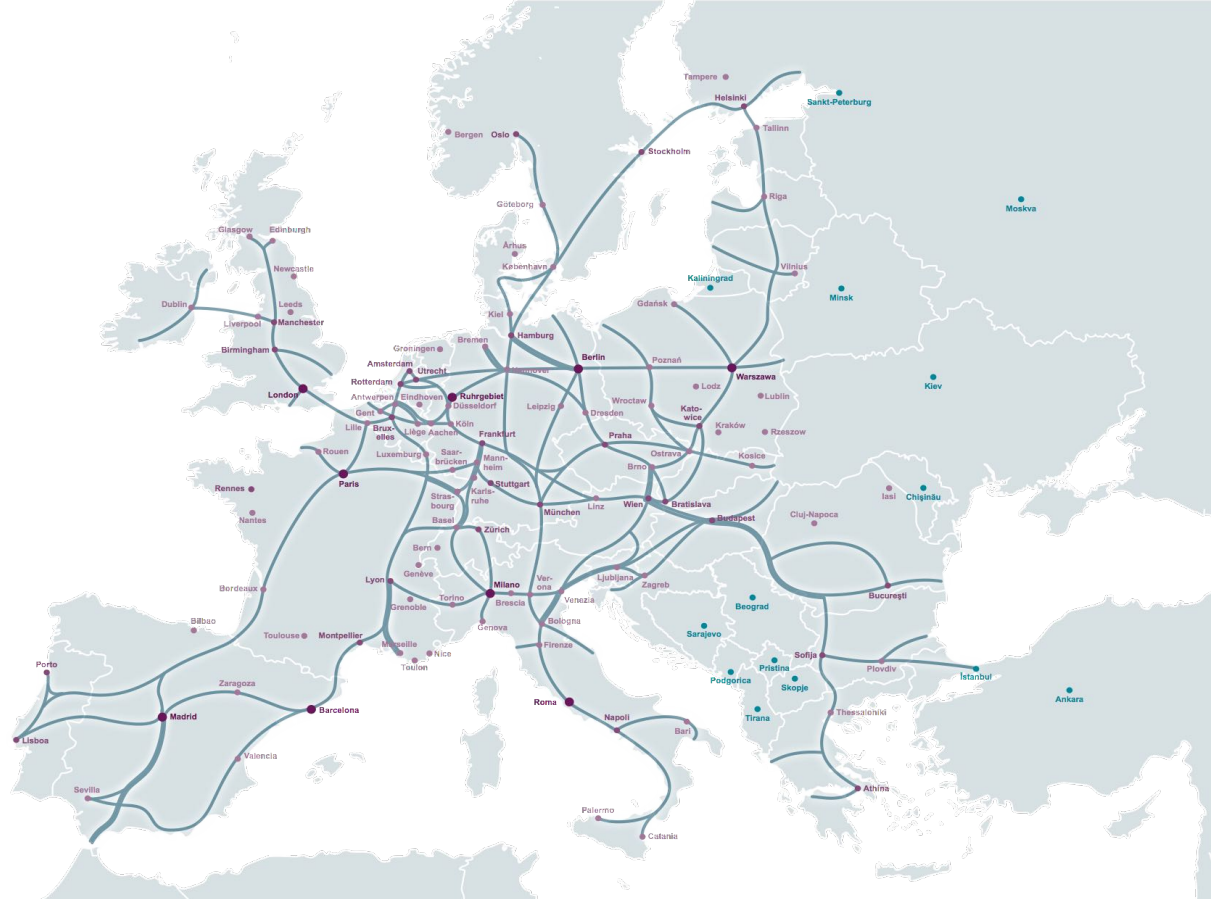 Tampere
Helsinki
Sankt-Peterburg
Tallinn
Bergen
Oslo
Stockholm
Riga
Moskva
Göteborg
Glasgow
Edinburgh
Århus
København
Newcastle
Vilnius
Kaliningrad
Minsk
Dublin
Leeds
Liverpool
Manchester
Gdańsk
Kiel
Hamburg
Birmingham
Groningen
Bremen
Hannover
Berlin
Poznań
Warszawa
Amsterdam
Utrecht
Rotterdam
London
Antwerpen
Eindhoven
Ruhrgebiet
Düsseldorf
Leipzig
Dresden
Wrocław
Lodz
Lublin
Kiev
Gent
Lille
Brux-
elles
Liège
Aachen
Köln
Kato-
wice
Kraków
Rzeszow
Rouen
Luxemburg
Saar-
brücken
Frankfurt
Mann-
heim
Praha
Ostrava
Kosice
Brno
Paris
Rennes
Nantes
Stras-
bourg
Karls-
ruhe
Stuttgart
München
Linz
Wien
Bratislava
Budapest
Iasi
Chişinău
Cluj-Napoca
Basel
Zürich
Bern
Genève
Lyon
Grenoble
Torino
Milano
Brescia
Ver-
ona
Venezia
Ljubljana
Zagreb
Beograd
Bucureşti
Bordeaux
Bilbao
Toulouse
Montpellier
Marseille
Toulon
Nice
Genova
Bologna
Firenze
Sarajevo
Sofija
Plovdiv
İstanbul
Ankara
Pristina
Podgorica
Skopje
Tirana
Thessaloniki
Porto
Zaragoza
Madrid
Barcelona
Lisboa
Valencia
Sevilla
Roma
Napoli
Bari
Palermo
Catania
Athína